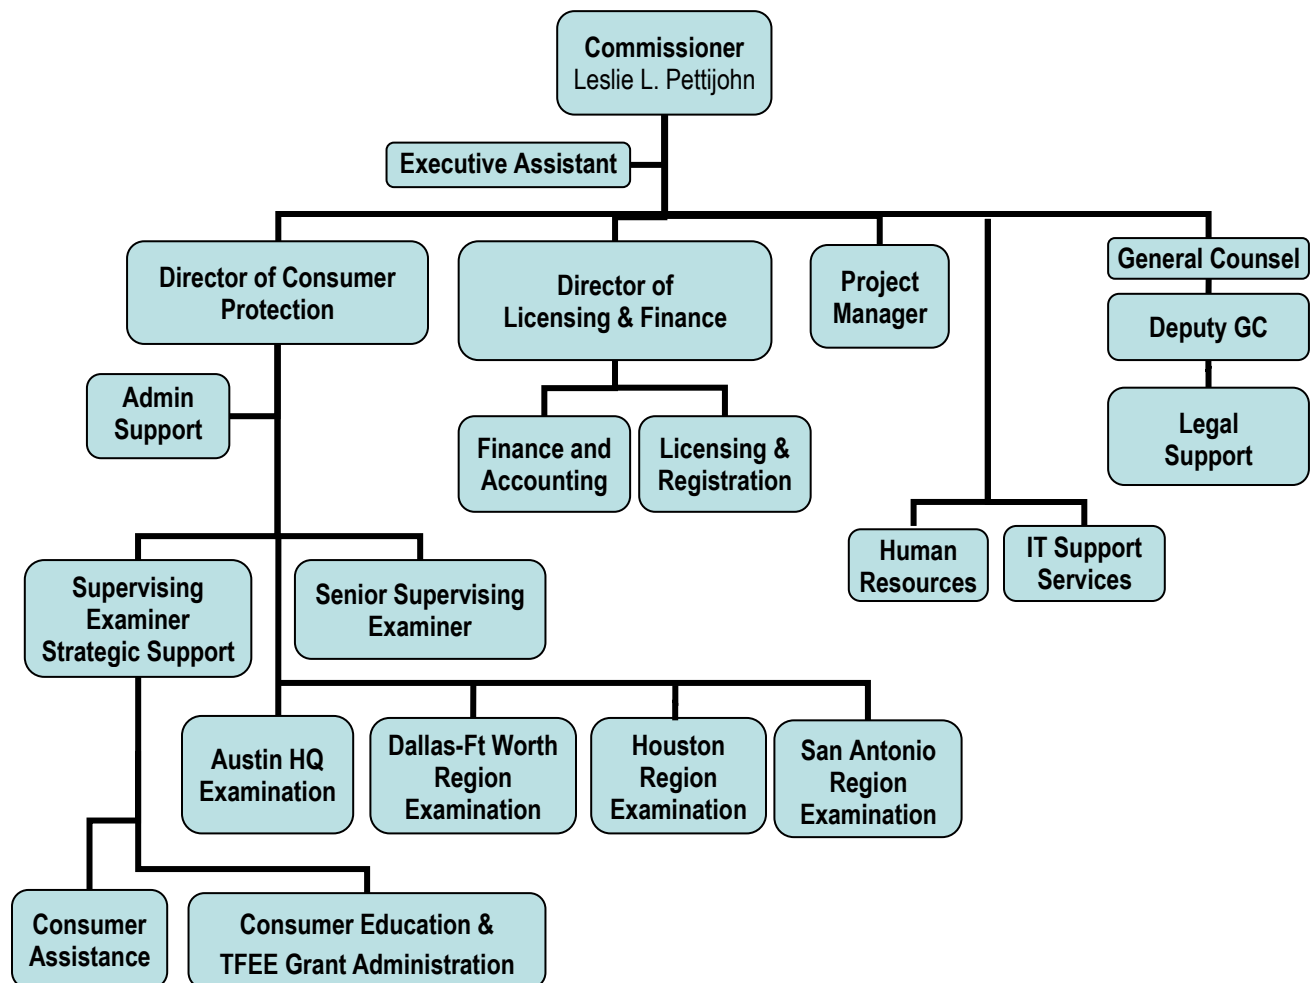 Commissioner
Leslie L. Pettijohn
Executive Assistant
Director of Consumer
Protection
Director of
Licensing & Finance
Project
Manager
General Counsel
Deputy GC
Legal
Support
Admin
Support
Finance and
Accounting
Licensing &
Registration
Human
Resources
IT Support
Services
Supervising
Examiner
Strategic Support
Senior Supervising
Examiner
Austin HQ
Examination
Dallas-Ft Worth
Region
Examination
Houston
Region
Examination
San Antonio
Region
Examination
Consumer
Assistance
Consumer Education &
TFEE Grant Administration